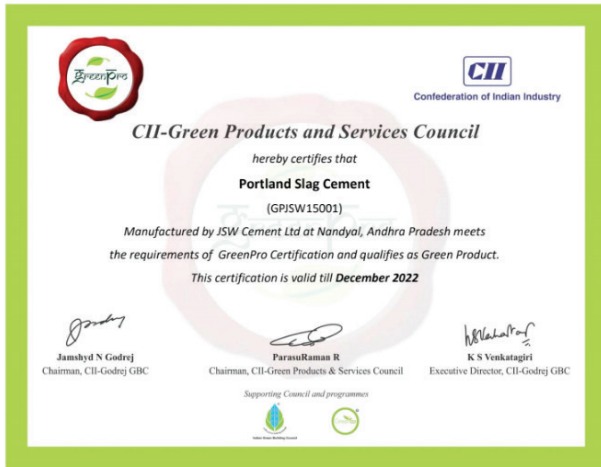 GreenPro
CII
Confederation of Indian Industry
CII-Green Products and Services Council
hereby certifies that
Portland Slag Cement
(GPJSW15001)
Manufactured by JSW Cement Ltd at Nandyal, Andhra Pradesh meets
the requirements of GreenPro Certification and qualifies as Green Product.
This certification is valid till December 2022
Jamshyd N Godrej
Chairman, CII-Godrej GBC
ParasuRaman R
Chairman, CII-Green Products & Services Council
K S Venkatagiri
Executive Director, CII-Godrej GBC
Supporting Council and programmes
Indian Green Building Council